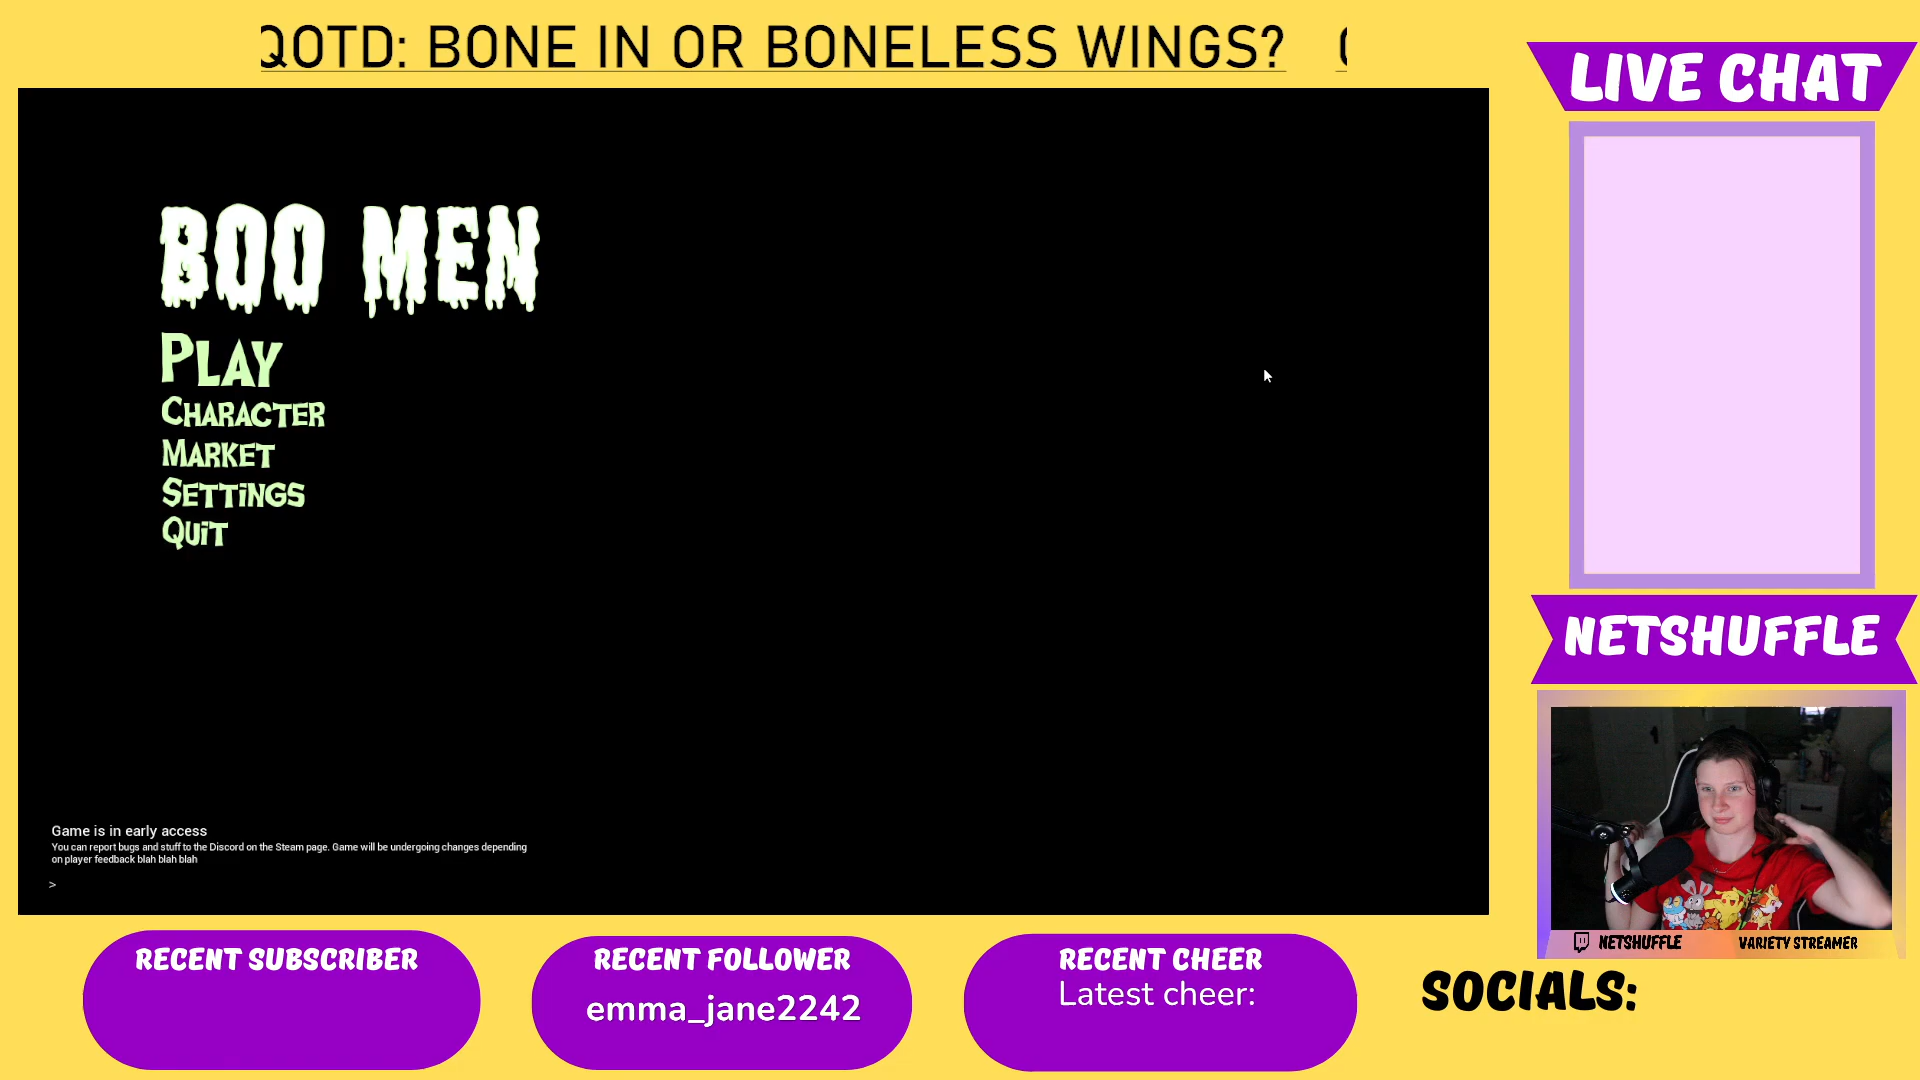 QOTD: BONE IN OR BONELESS WINGS?
LIVE CHAT
BOO MEN
PLAY
CHARACTER
MARKET
SETTiNGS
QUiT
Game is in early access
You can report bugs and stuff to the Discord on the Steam page. Game will be undergoing changes depending
on player feedback blah blah blah
>
NETSHUFFLE
NETSHUFFLE VARIETY STREAMER
RECENT SUBSCRIBER
RECENT FOLLOWER
emma_jane2242
RECENT CHEER
Latest cheer:
SOCIALS: